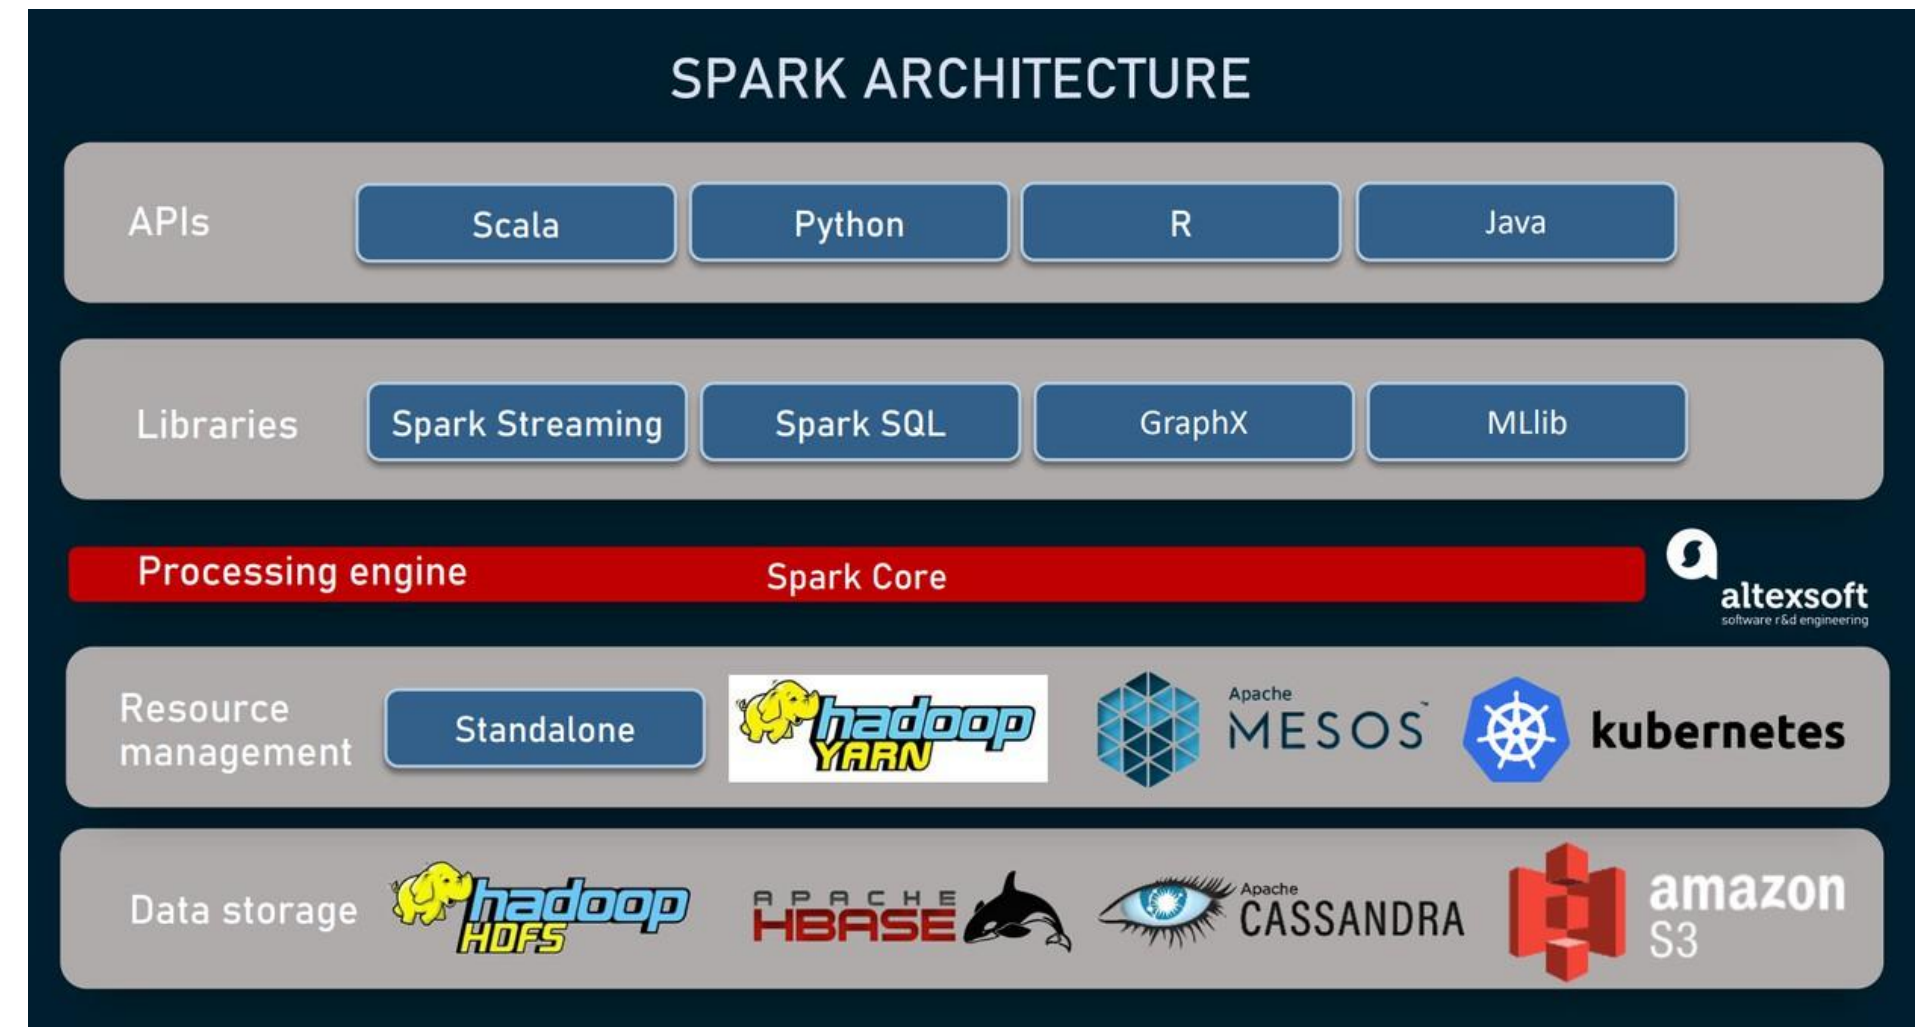 SPARK ARCHITECTURE
APIs
Scala
Python
R
Java
Libraries
Spark Streaming
Spark SQL
GraphX
MLlib
Processing engine
Spark Core
altexsoft
software r&d engineering
Resource
management
Standalone
hadoop
YARN
Apache
MESOS™
kubernetes
Data storage
hadoop
HDFS
APACHE
HBASE
Apache
CASSANDRA
amazon
S3